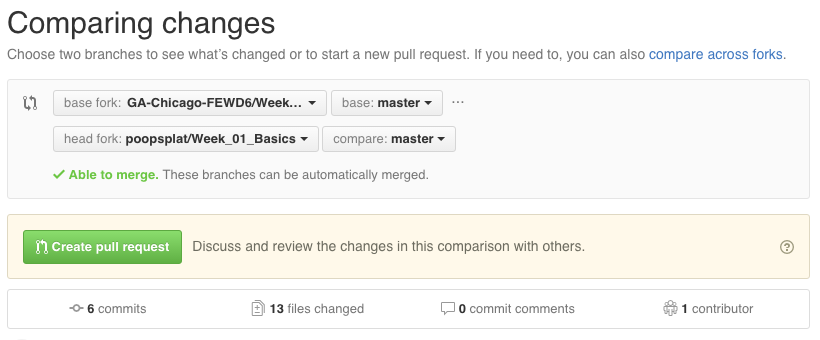 Comparing changes
Choose two branches to see what's changed or to start a new pull request. If you need to, you can also compare across forks.
base fork: GA-Chicago-FEWD6/Week... base: master ...
head fork: poopsplat/Week_01_Basics compare: master
Able to merge. These branches can be automatically merged.
Create pull request Discuss and review the changes in this comparison with others. ?
6 commits 13 files changed 0 commit comments 1 contributor